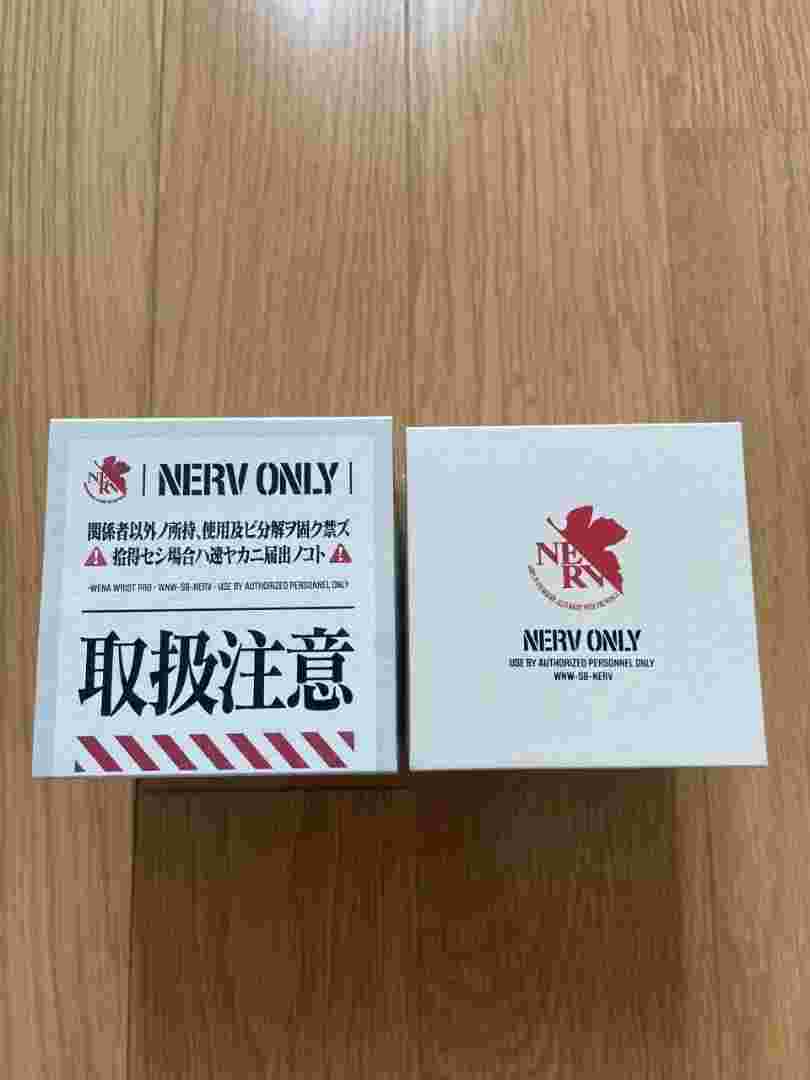 NERV
| NERV ONLY |
関係者以外ノ所持、使用及ビ分解ヲ固ク禁ズ
拾得セシ場合ハ速ヤカニ届出ノコト
-WENA WRIST PRO - WNW-SB-NERV - USE BY AUTHORIZED PERSONNEL ONLY
取扱注意
NERV
NERV ONLY
USE BY AUTHORIZED PERSONNEL ONLY
WNW-SB-NERV